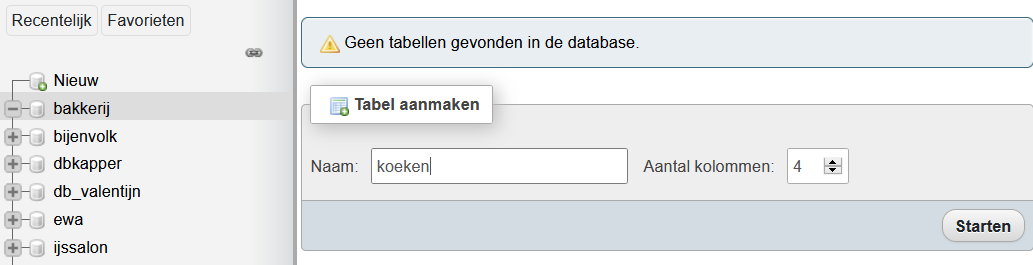 Recentelijk Favorieten
Nieuw
bakkerij
bijenvolk
dbkapper
db_valentijn
ewa
ijssalon
Geen tabellen gevonden in de database.
Tabel aanmaken
Naam: koeken Aantal kolommen: 4
Starten